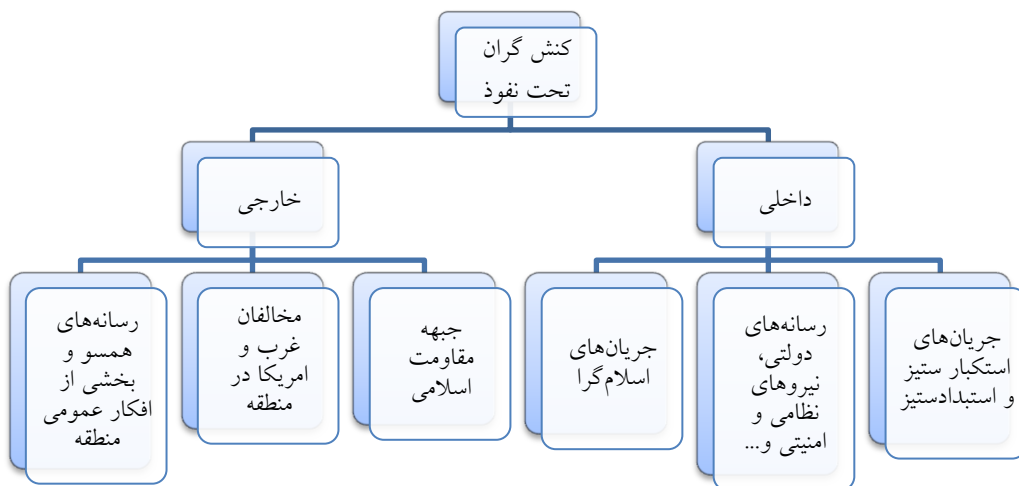 کنش گران
تحت نفوذ
داخلی
خارجی
جریان‌های
استکبار ستیز
و استبدادستیز
رسانه‌های
دولتی،
نیروهای
نظامی و
امنیتی و...
جریان‌های
اسلام‌گرا
جبهه
مقاومت
اسلامی
مخالفان
غرب و
امریکا در
منطقه
رسانه‌های
همسو و
بخشی از
افکار عمومی
منطقه